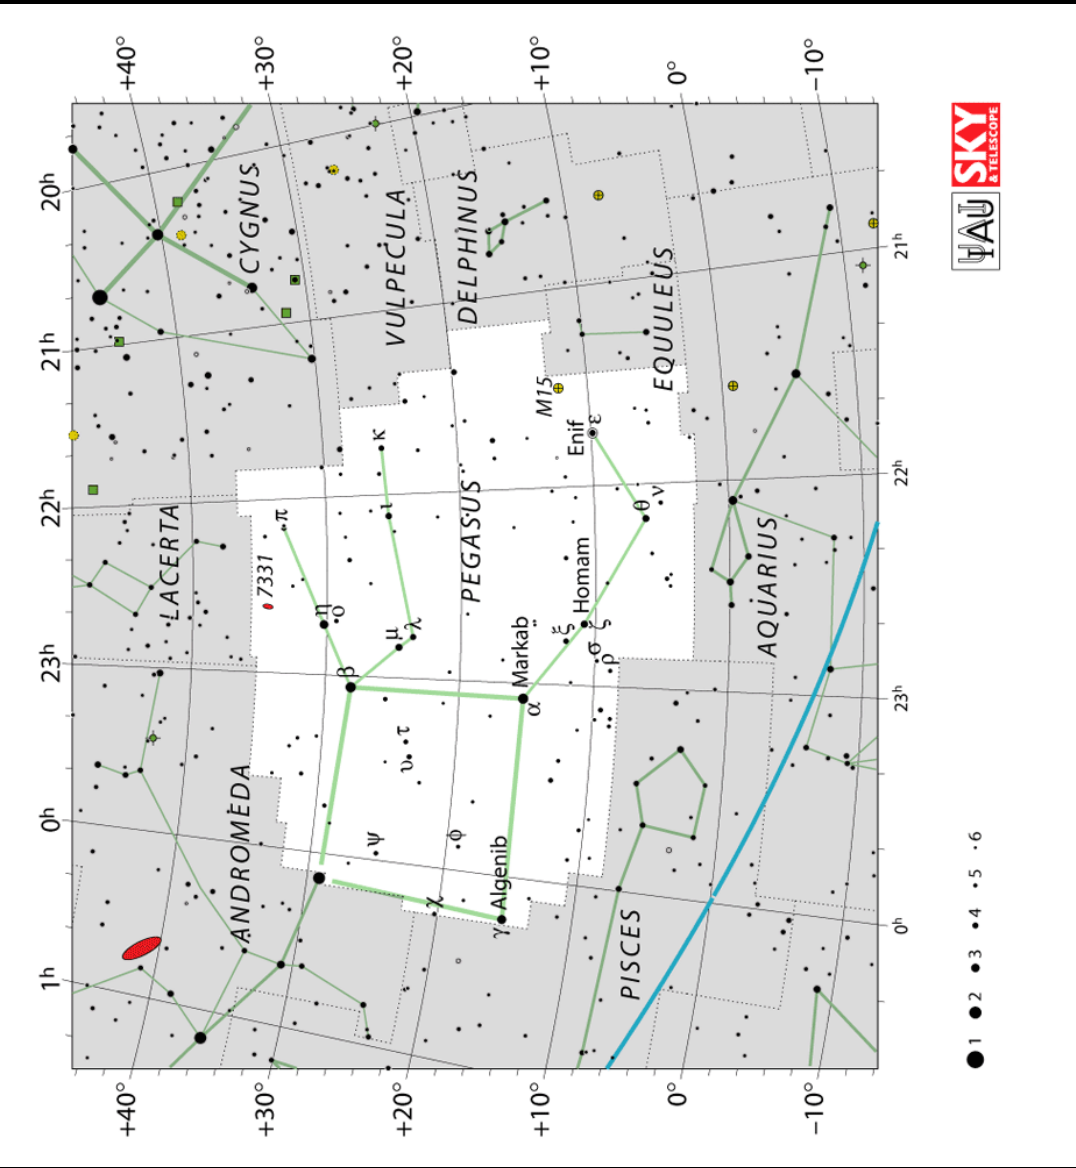 1h 0h 23h 22h 21h 20h
+40° +40°
LACERTA
ANDROMEDA
CYGNUS
+30° +30°
7331
π
η
ο
β
κ
ι
ψ
μ
λ
υ τ
VULPECULA
+20° +20°
χ
φ
PEGASUS
DELPHINUS
γ Algenib
α Markab
M15
+10° +10°
ξ
Enif ε
Homam
σ ζ
ρ
θ
ν
PISCES
EQUULEUS
0° 0°
AQUARIUS
−10° −10°
0h 23h 22h 21h
1 2 3 4 5 6
IAU
SKY
& TELESCOPE